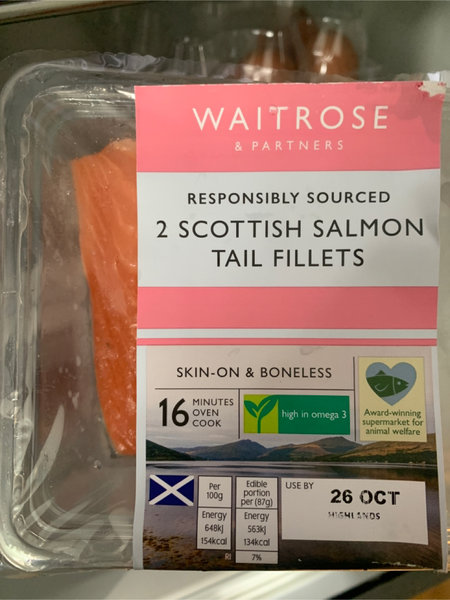 WAITROSE
& PARTNERS
RESPONSIBLY SOURCED
2 SCOTTISH SALMON
TAIL FILLETS
SKIN-ON & BONELESS
16 MINUTES
OVEN
COOK
high in omega 3
Award-winning
supermarket for
animal welfare
Per
100g
Energy
648kJ
154kcal
Edible
portion
per (87g)
Energy
563kJ
134kcal
7%
RI
USE BY
26 OCT
HIGHLANDS